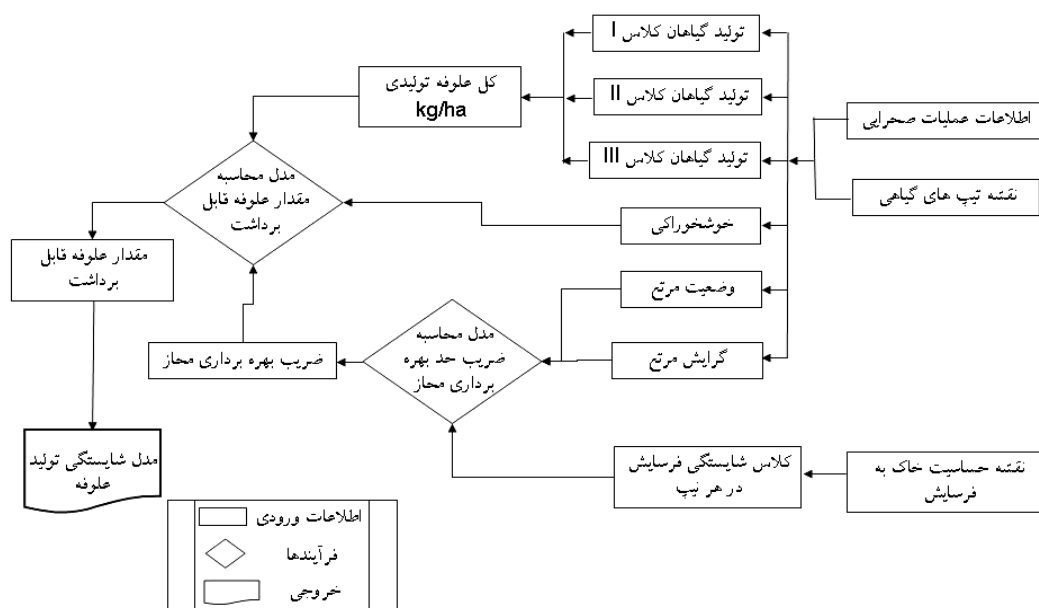 تولید گیاهان کلاس I
تولید گیاهان کلاس II
تولید گیاهان کلاس III
خوشخوراکی
وضعیت مرتع
گرایش مرتع
اطلاعات عملیات صحرایی
نقشه تیپ های گیاهی
کل علوفه تولیدی
kg/ha
مدل محاسبه
مقدار علوفه قابل
برداشت
مقدار علوفه قابل
برداشت
مدل محاسبه
ضریب حد بهره
برداری مجاز
ضریب بهره برداری مجاز
نقشه حساسیت خاک به
فرسایش
کلاس شایستگی فرسایش
در هر تیپ
مدل شایستگی تولید
علوفه
اطلاعات ورودی
فرآیندها
خروجی